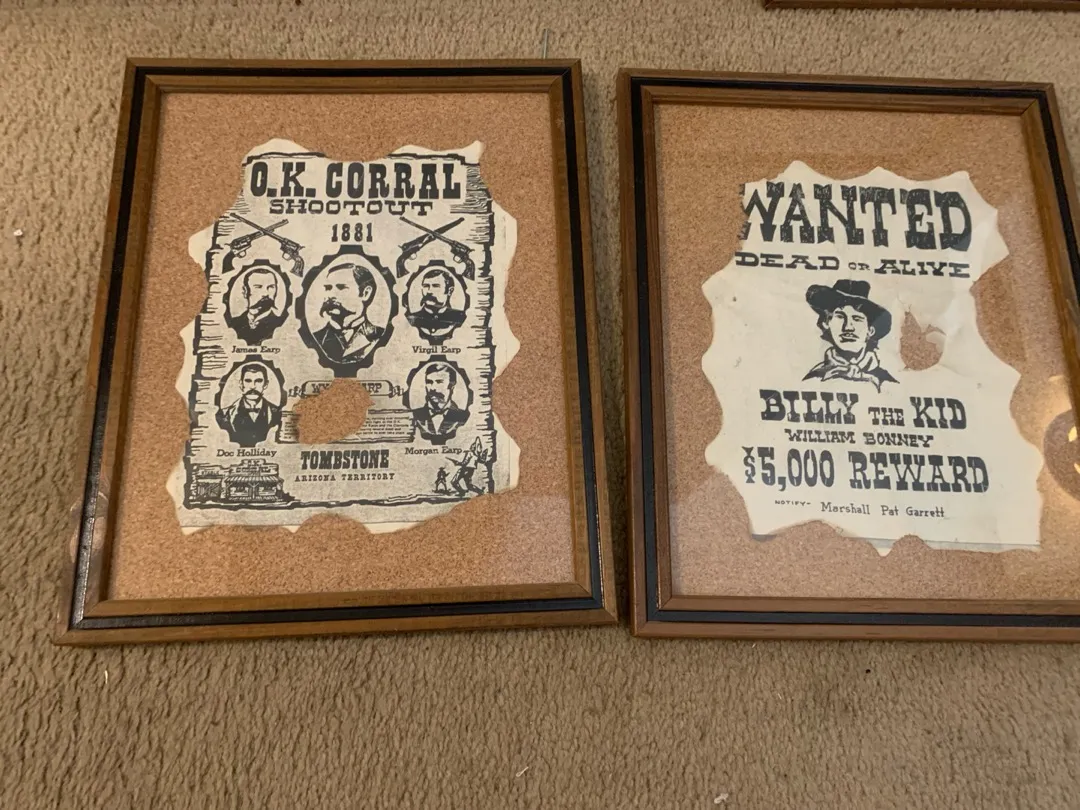 O.K. CORRAL
SHOOTOUT
1881
James Earp
Virgil Earp
Doc Holliday
Morgan Earp
TOMBSTONE
ARIZONA TERRITORY
WANTED
DEAD OR ALIVE
BILLY THE KID
WILLIAM BONNEY
$5,000 REWARD
NOTIFY- Marshall Pat Garrett